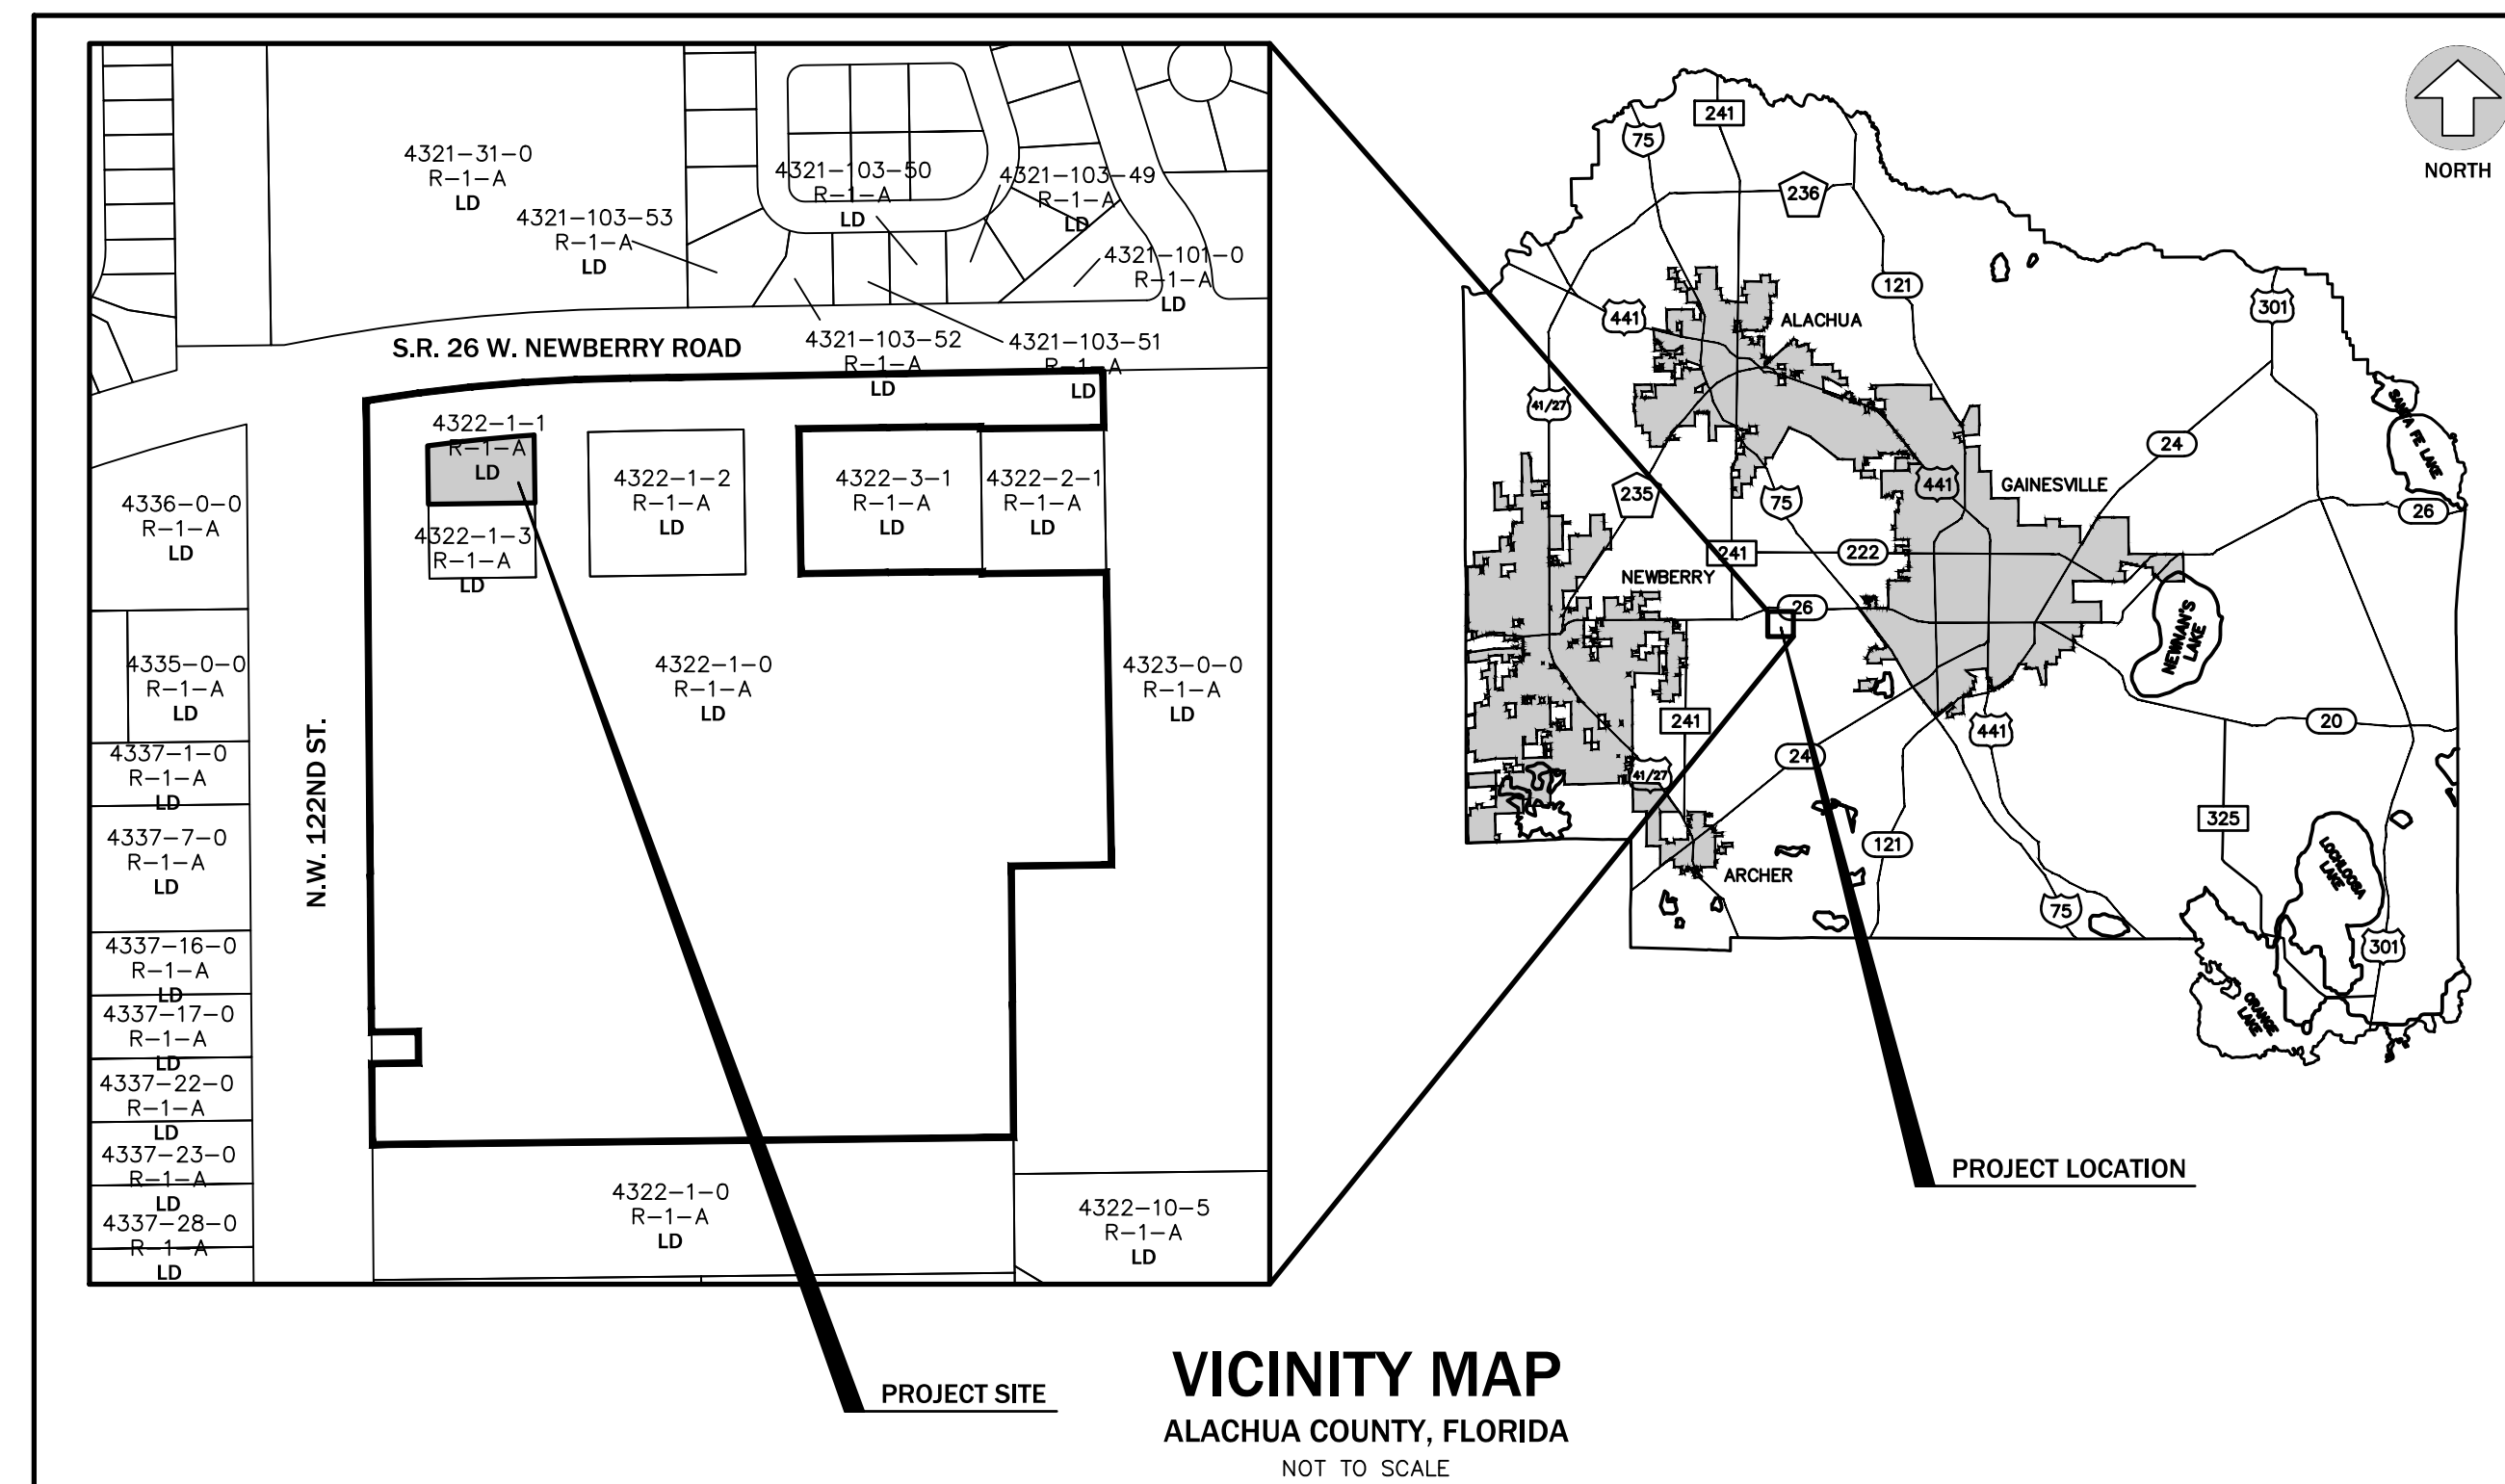 4321-31-0
R-1-A
LD
4321-103-53
R-1-A
LD
4321-103-50
R-1-A
LD
4321-103-49
R-1-A
LD
4321-101-0
R-1-A
LD
4321-103-52
R-1-A
LD
4321-103-51
R-1-A
LD
S.R. 26 W. NEWBERRY ROAD
4322-1-1
R-1-A
LD
4322-1-3
R-1-A
LD
4322-1-2
R-1-A
LD
4322-3-1
R-1-A
LD
4322-2-1
R-1-A
LD
4336-0-0
R-1-A
LD
4335-0-0
R-1-A
LD
4337-1-0
R-1-A
LD
4337-7-0
R-1-A
LD
4337-16-0
R-1-A
LD
4337-17-0
R-1-A
LD
4337-22-0
R-1-A
LD
4337-23-0
R-1-A
LD
4337-28-0
R-1-A
LD
N.W. 122ND ST.
4322-1-0
R-1-A
LD
4323-0-0
R-1-A
LD
4322-1-0
R-1-A
LD
4322-10-5
R-1-A
LD
PROJECT SITE
NORTH
241
75
236
121
301
441
ALACHUA
41/27
24
SANTA FE LAKE
235
75
441
GAINESVILLE
26
241
222
NEWBERRY
26
NEWNAN'S
LAKE
241
441
20
24
41/27
325
121
ARCHER
LOCHLOOSA
LAKE
75
301
ORANGE
LAKE
PROJECT LOCATION
VICINITY MAP
ALACHUA COUNTY, FLORIDA
NOT TO SCALE